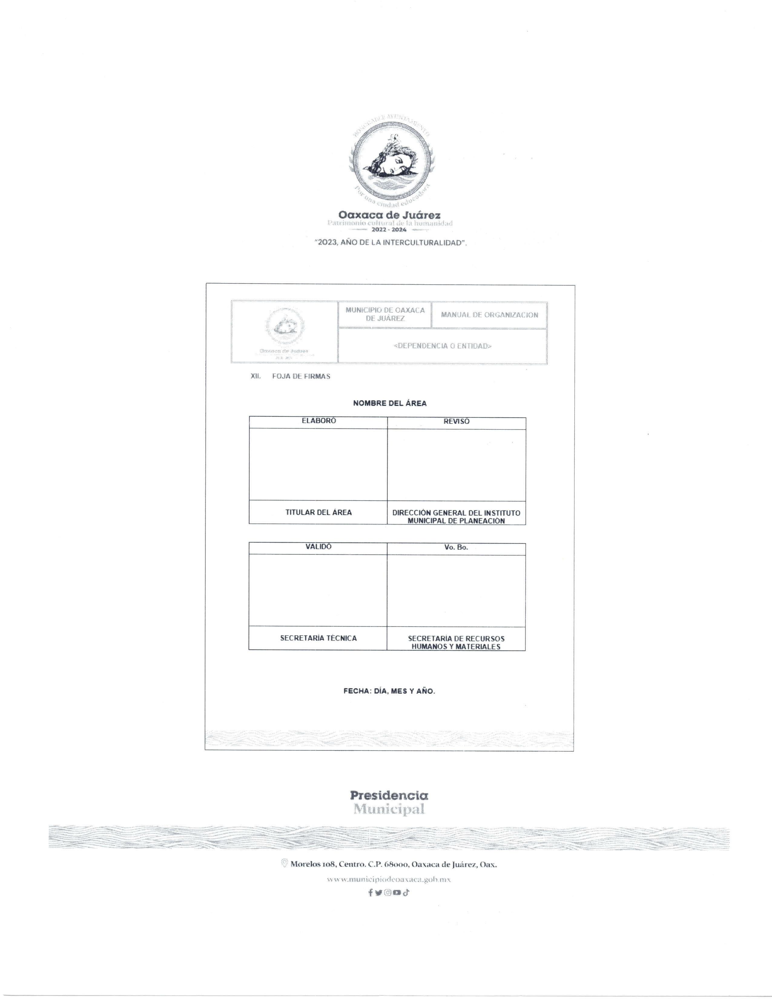 HONORABLE AYUNTAMIENTO
Por una ciudad educadora
Oaxaca de Juárez
Patrimonio cultural de la humanidad
2022 - 2024
"2023, AÑO DE LA INTERCULTURALIDAD".
Oaxaca de Juárez
MUNICIPIO DE OAXACA
DE JUÁREZ
MANUAL DE ORGANIZACION
<DEPENDENCIA O ENTIDAD>
XII. FOJA DE FIRMAS
NOMBRE DEL ÁREA
ELABORÓ
REVISÓ
TITULAR DEL ÁREA
DIRECCIÓN GENERAL DEL INSTITUTO
MUNICIPAL DE PLANEACIÓN
VALIDÓ
Vo. Bo.
SECRETARÍA TÉCNICA
SECRETARÍA DE RECURSOS
HUMANOS Y MATERIALES
FECHA: DÍA, MES Y AÑO.
Presidencia
Municipal
Morelos 108, Centro. C.P. 68000, Oaxaca de Juárez, Oax.
www.municipiodeoaxaca.gob.mx